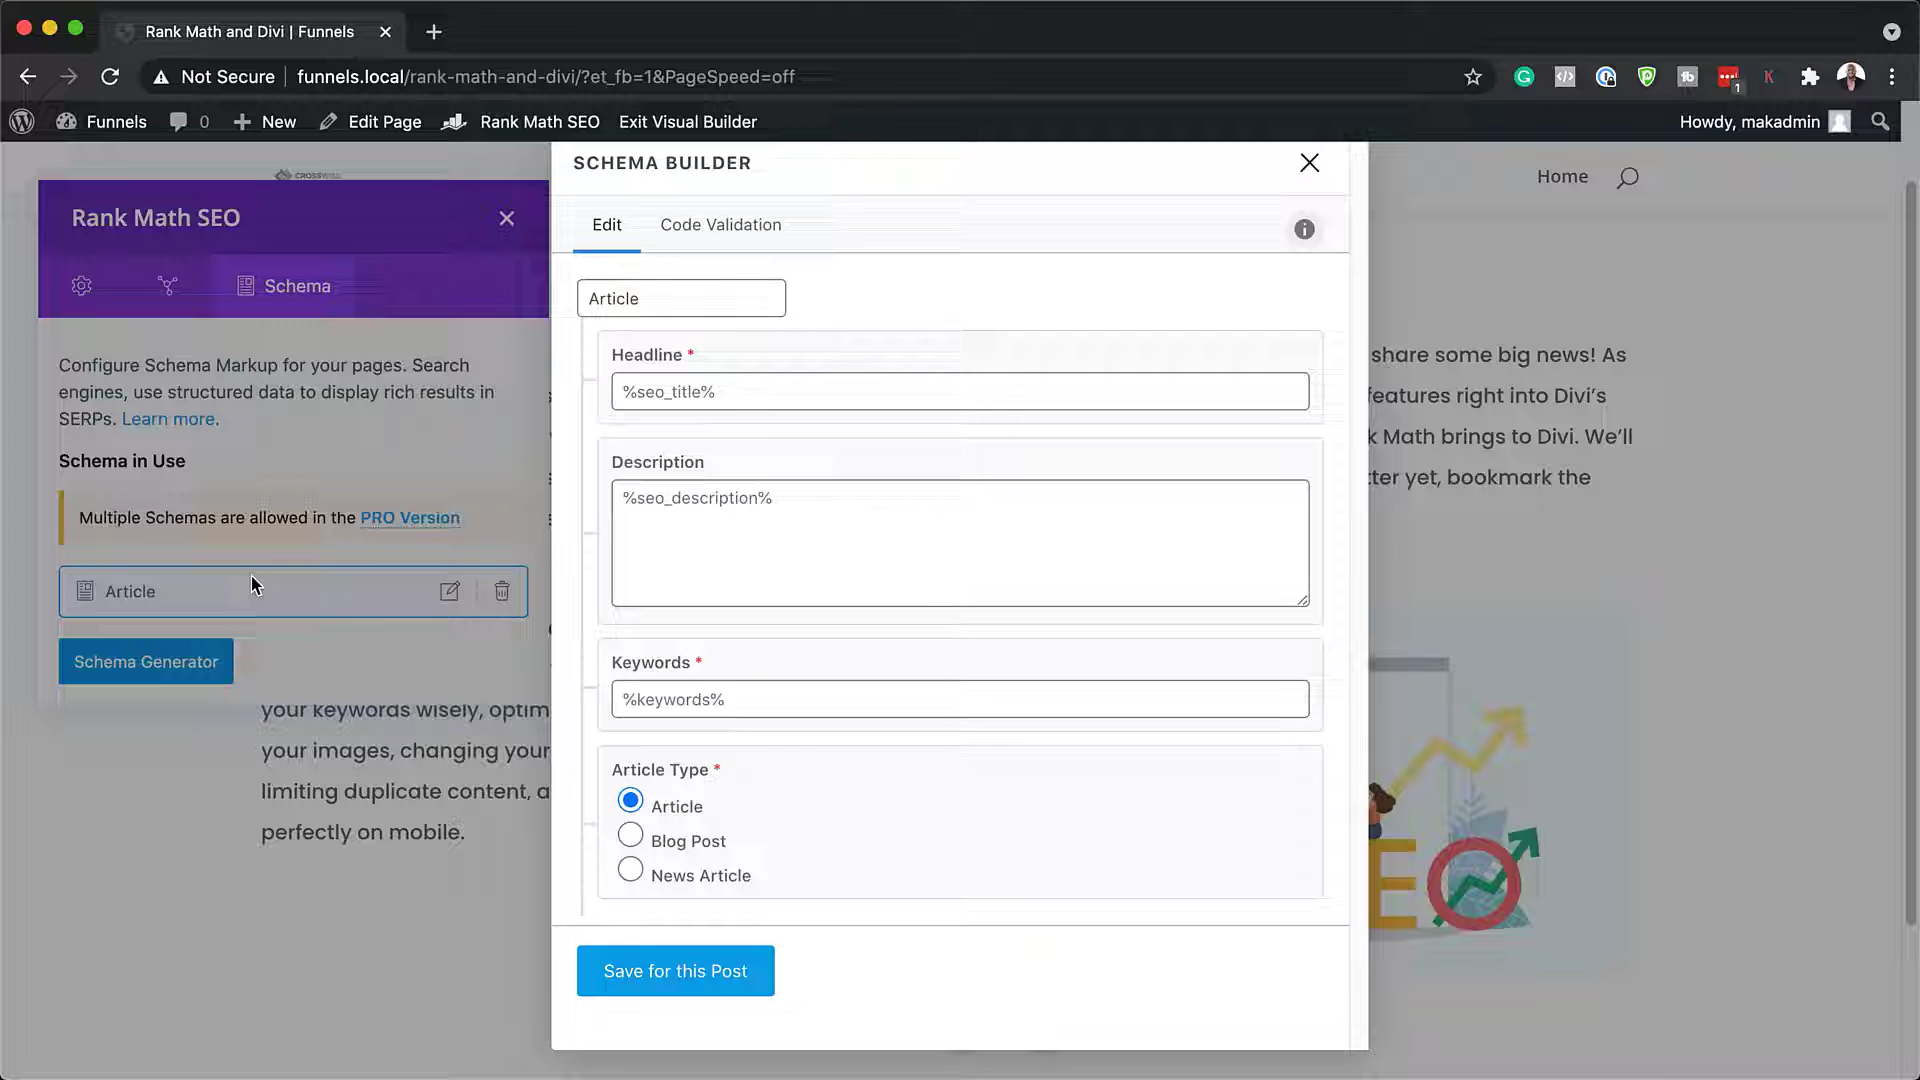 Rank Math and Divi | Funnels
Not Secure funnels.local/rank-math-and-divi/?et_fb=1&PageSpeed=off
1
Funnels 0 New Edit Page Rank Math SEO Exit Visual Builder Howdy, makadmin
SCHEMA BUILDER
Home
Rank Math SEO
Edit Code Validation
Schema
Article
Headline *
%seo_title%
Configure Schema Markup for your pages. Search
engines, use structured data to display rich results in
SERPs. Learn more.
Schema in Use
Multiple Schemas are allowed in the PRO Version
Article
Schema Generator
Description
%seo_description%
Keywords *
%keywords%
Article Type *
Article
Blog Post
News Article
Save for this Post
share some big news! As
features right into Divi's
Math brings to Divi. We'll
bookmark the
your keywords wisely,
your images, changing your
limiting duplicate content,
perfectly on mobile.